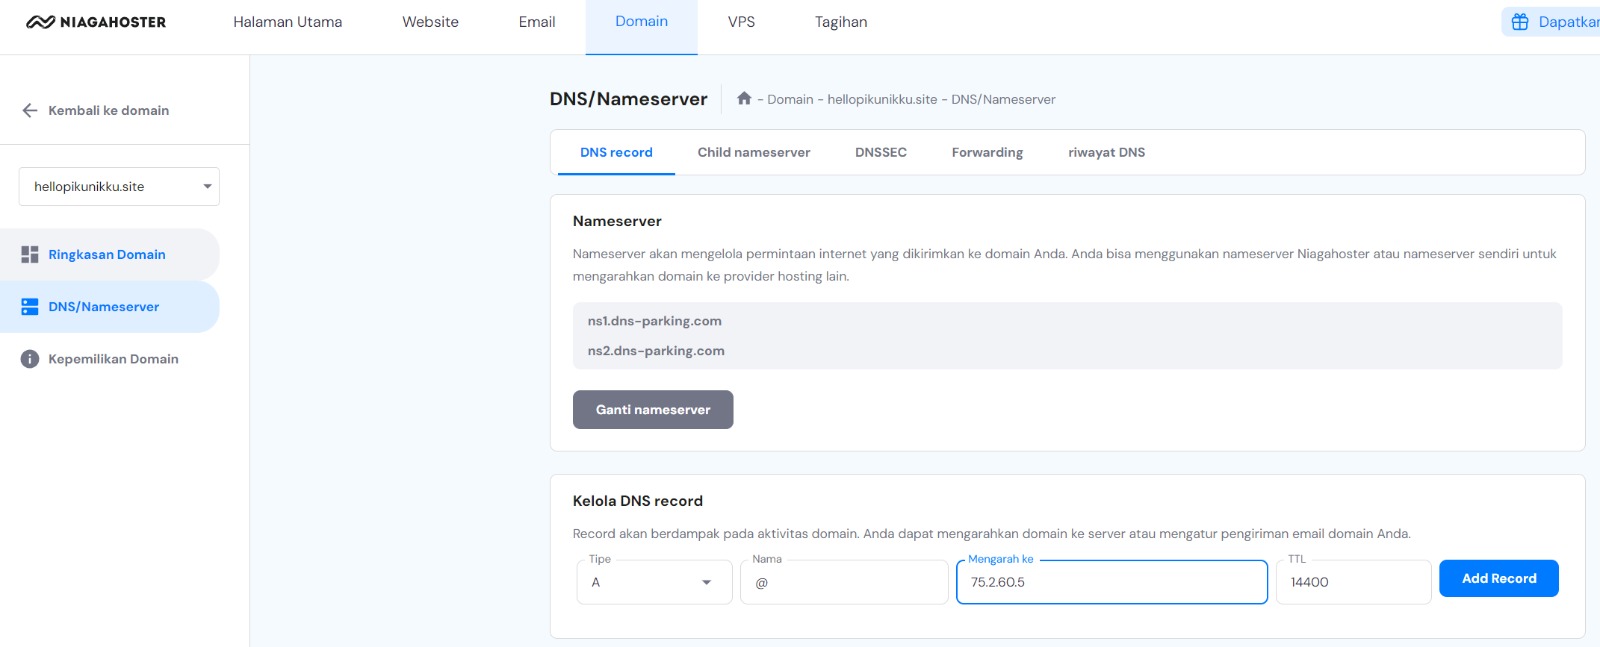 NIAGAHOSTER
Halaman Utama
Website
Email
Domain
VPS
Tagihan
Kembali ke domain
hellopikunikku.site
Ringkasan Domain
DNS/Nameserver
Kepemilikan Domain
DNS/Nameserver
- Domain - hellopikunikku.site - DNS/Nameserver
DNS record
Child nameserver
DNSSEC
Forwarding
riwayat DNS
Nameserver
Nameserver akan mengelola permintaan internet yang dikirimkan ke domain Anda. Anda bisa menggunakan nameserver Niagahoster atau nameserver sendiri untuk
mengarahkan domain ke provider hosting lain.
ns1.dns-parking.com
ns2.dns-parking.com
Ganti nameserver
Kelola DNS record
Record akan berdampak pada aktivitas domain. Anda dapat mengarahkan domain ke server atau mengatur pengiriman email domain Anda.
Tipe
A
Nama
@
Mengarah ke
75.2.60.5
TTL
14400
Add Record